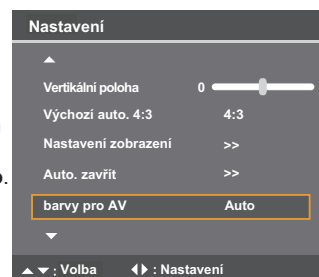 Nastavení
Vertikální poloha 0
Výchozí auto. 4:3 4:3
Nastavení zobrazení >>
Auto. zavřít >>
barvy pro AV Auto
: Volba : Nastavení